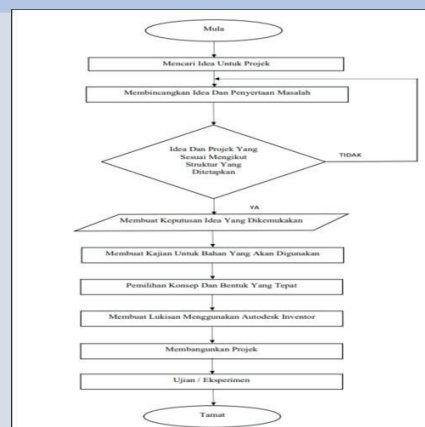 Mula
Mencari Idea Untuk Projek
Membincangkan Idea Dan Penyertaan Masalah
Idea Dan Projek Yang
Sesuai Mengikut
Struktur Yang
Ditetapkan
TIDAK
YA
Membuat Keputusan Idea Yang Dikemukakan
Membuat Kajian Untuk Bahan Yang Akan Digunakan
Pemilihan Konsep Dan Bentuk Yang Tepat
Membuat Lukisan Menggunakan Autodesk Inventor
Membangunkan Projek
Ujian / Eksperimen
Tamat